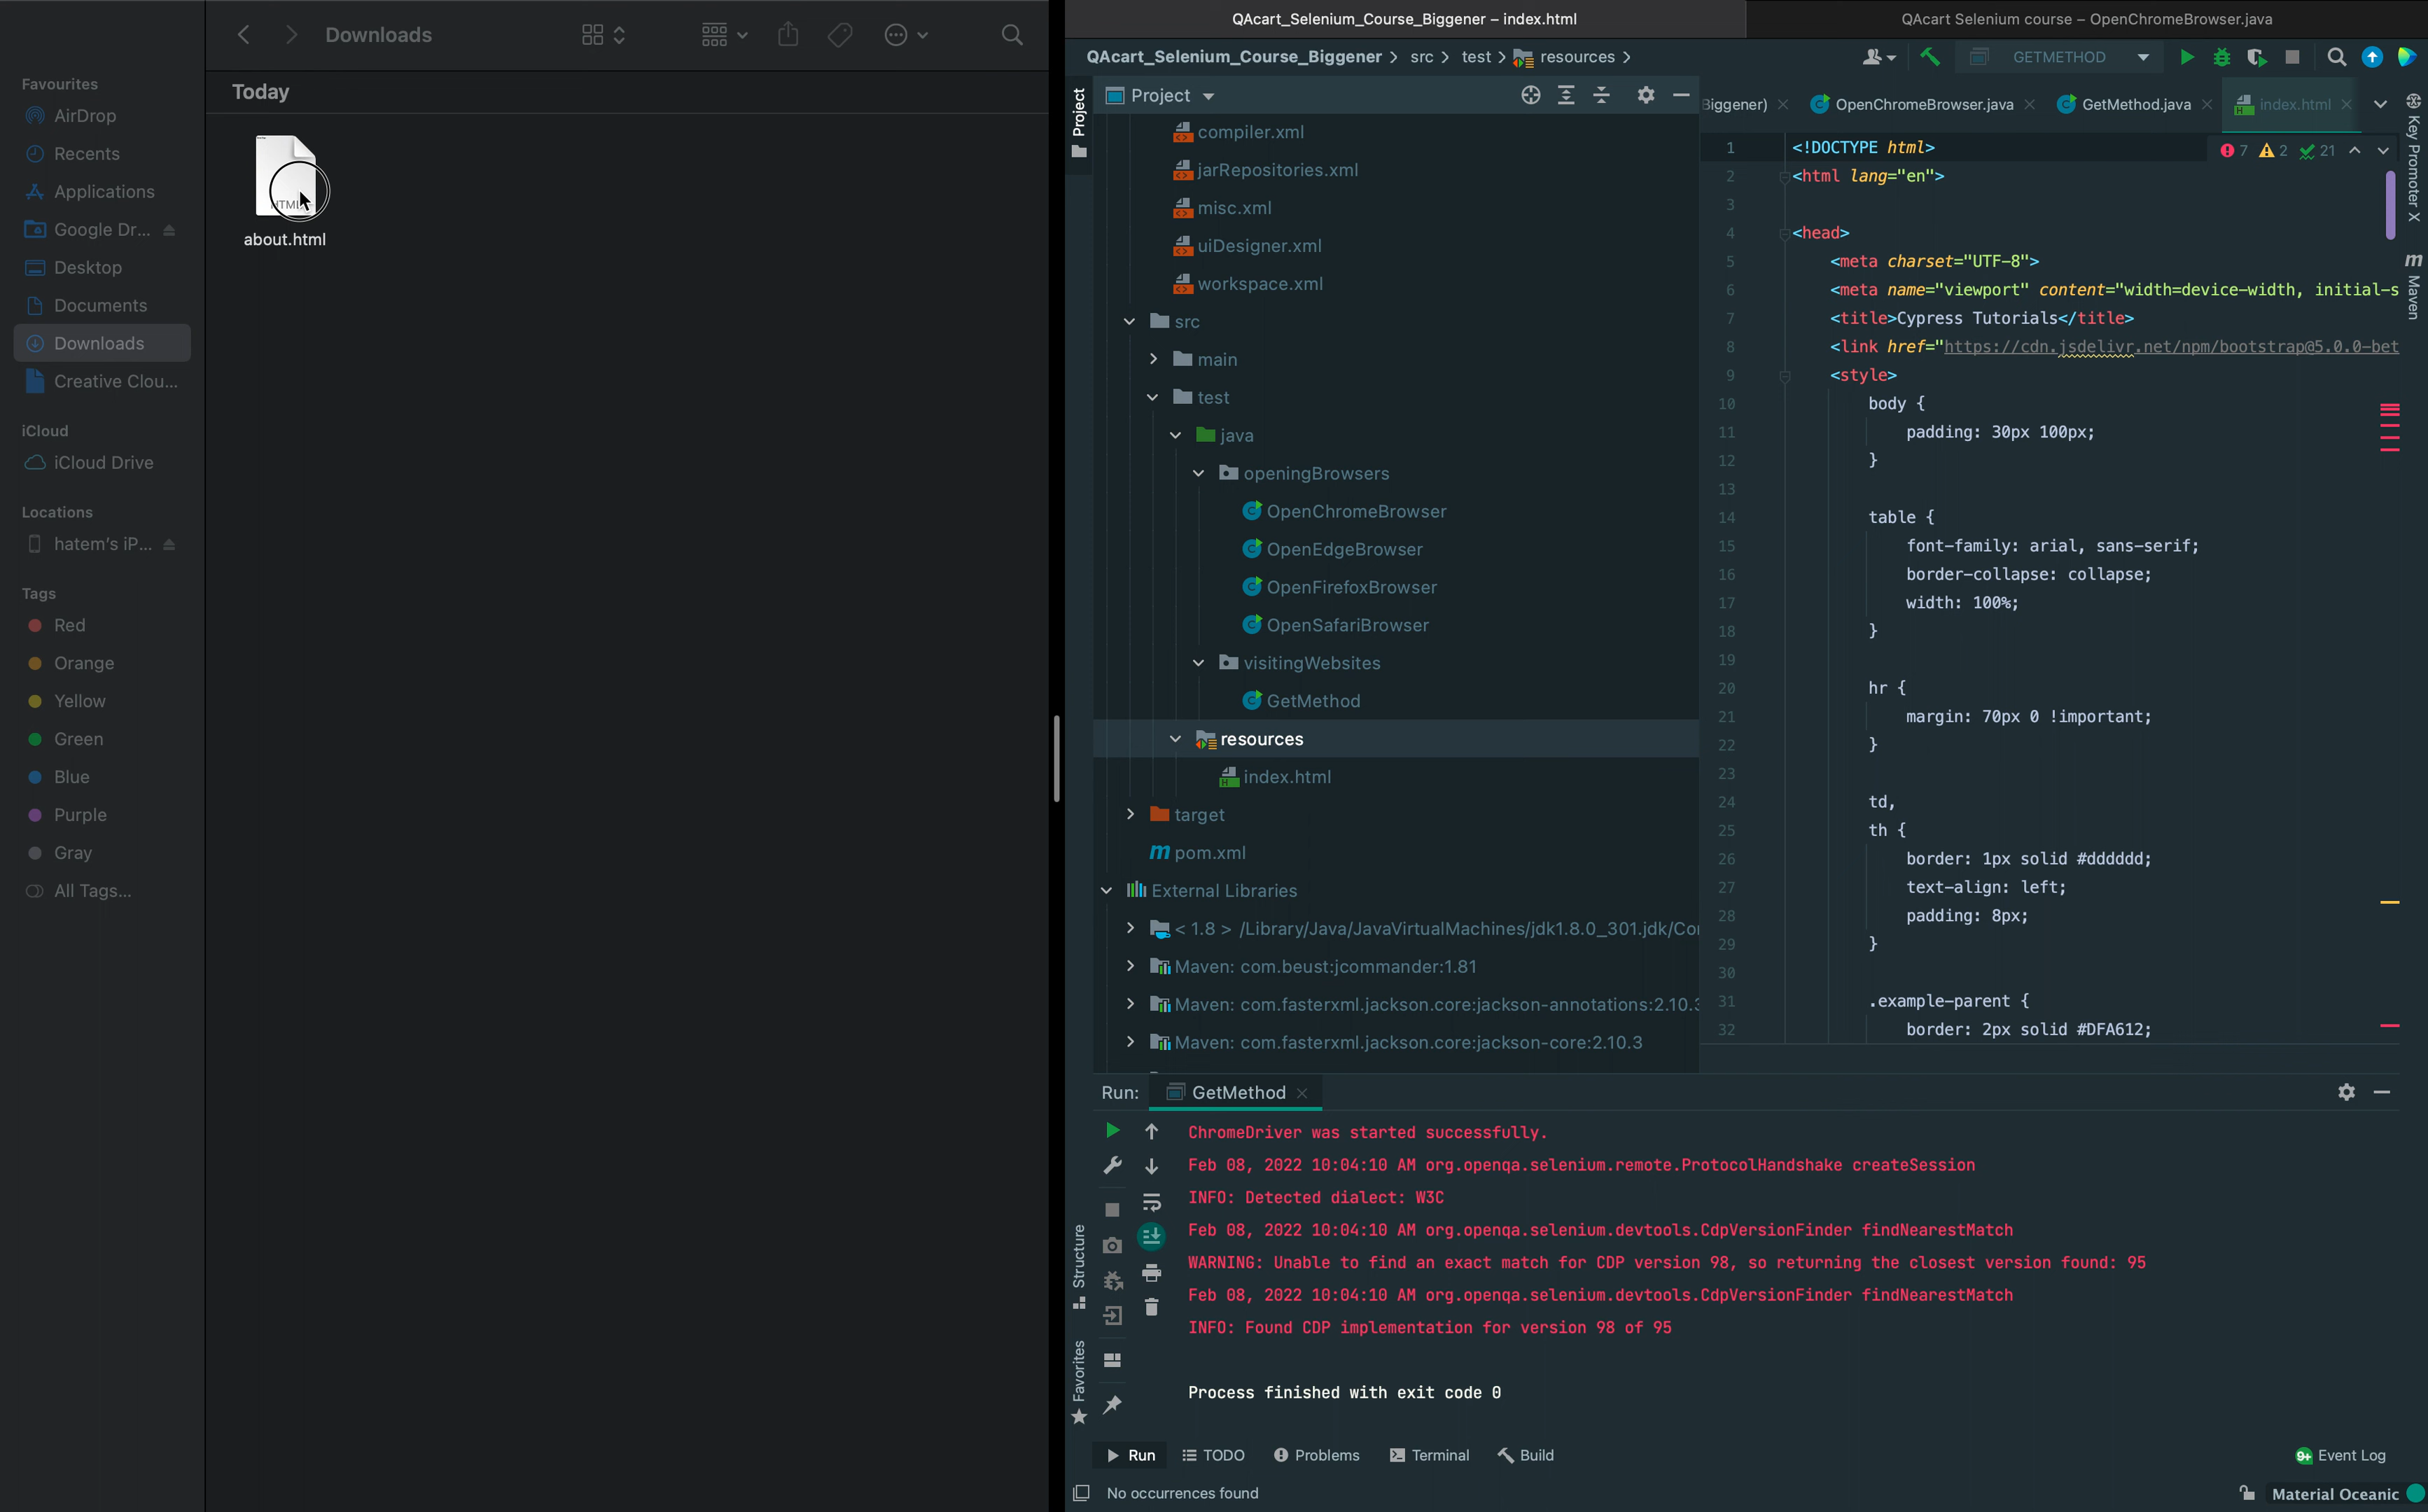 Downloads
Favourites
AirDrop
Recents
Applications
Google Dr...
Desktop
Documents
Downloads
Creative Clou...
iCloud
iCloud Drive
Locations
hatem's iP...
Tags
Red
Orange
Yellow
Green
Blue
Purple
Gray
All Tags...
Today
about.html
QAcart_Selenium_Course_Biggener – index.html
QAcart Selenium course – OpenChromeBrowser.java
QAcart_Selenium_Course_Biggener
src
test
resources
GETMETHOD
Project
Project
compiler.xml
jarRepositories.xml
misc.xml
uiDesigner.xml
workspace.xml
src
main
test
java
openingBrowsers
OpenChromeBrowser
OpenEdgeBrowser
OpenFirefoxBrowser
OpenSafariBrowser
visitingWebsites
GetMethod
resources
index.html
target
pom.xml
External Libraries
< 1.8 > /Library/Java/JavaVirtualMachines/jdk1.8.0_301.jdk/Co
Maven: com.beust:jcommander:1.81
Maven: com.fasterxml.jackson.core:jackson-annotations:2.10.3
Maven: com.fasterxml.jackson.core:jackson-core:2.10.3
Biggener)
OpenChromeBrowser.java
GetMethod.java
index.html
7
2
21
1 <!DOCTYPE html>
2 <html lang="en">
3
4 <head>
5 <meta charset="UTF-8">
6 <meta name="viewport" content="width=device-width, initial-s
7 <title>Cypress Tutorials</title>
8 <link href="https://cdn.jsdelivr.net/npm/bootstrap@5.0.0-bet
9 <style>
10 body {
11 padding: 30px 100px;
12 }
13
14 table {
15 font-family: arial, sans-serif;
16 border-collapse: collapse;
17 width: 100%;
18 }
19
20 hr {
21 margin: 70px 0 !important;
22 }
23
24 td,
25 th {
26 border: 1px solid #dddddd;
27 text-align: left;
28 padding: 8px;
29 }
30
31 .example-parent {
32 border: 2px solid #DFA612;
Key Promoter X
Maven
Run:
GetMethod
ChromeDriver was started successfully.
Feb 08, 2022 10:04:10 AM org.openqa.selenium.remote.ProtocolHandshake createSession
INFO: Detected dialect: W3C
Feb 08, 2022 10:04:10 AM org.openqa.selenium.devtools.CdpVersionFinder findNearestMatch
WARNING: Unable to find an exact match for CDP version 98, so returning the closest version found: 95
Feb 08, 2022 10:04:10 AM org.openqa.selenium.devtools.CdpVersionFinder findNearestMatch
INFO: Found CDP implementation for version 98 of 95
Process finished with exit code 0
Structure
Favorites
Run
TODO
Problems
Terminal
Build
9+
Event Log
No occurrences found
Material Oceanic